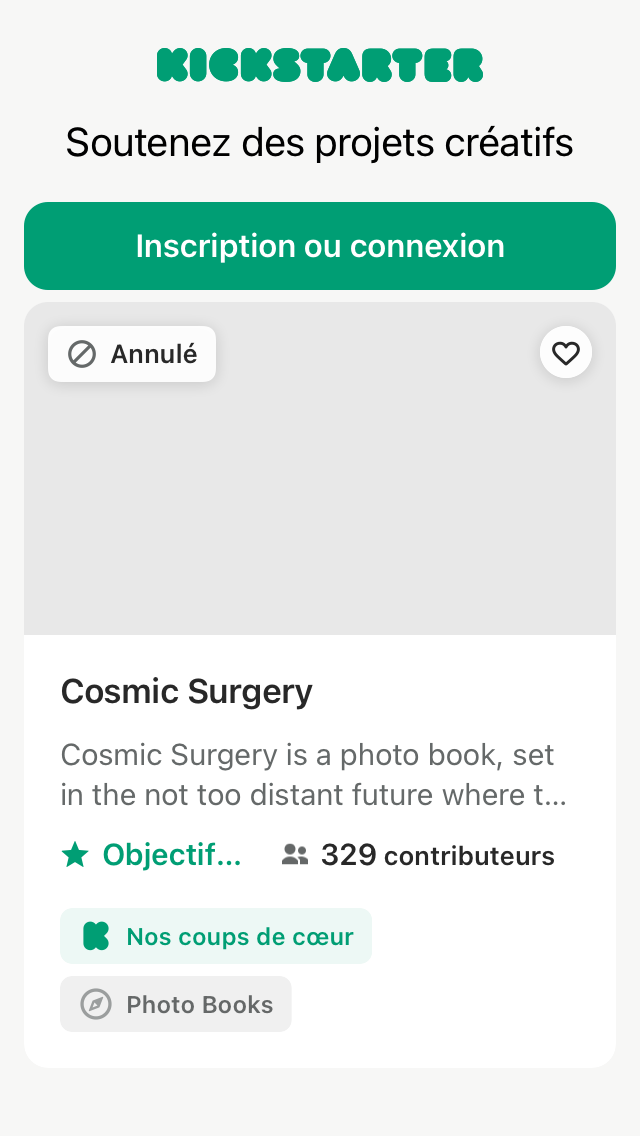 KICKSTARTER
Soutenez des projets créatifs
Inscription ou connexion
Annulé
Cosmic Surgery
Cosmic Surgery is a photo book, set
in the not too distant future where t...
Objectif...
329 contributeurs
Nos coups de cœur
Photo Books